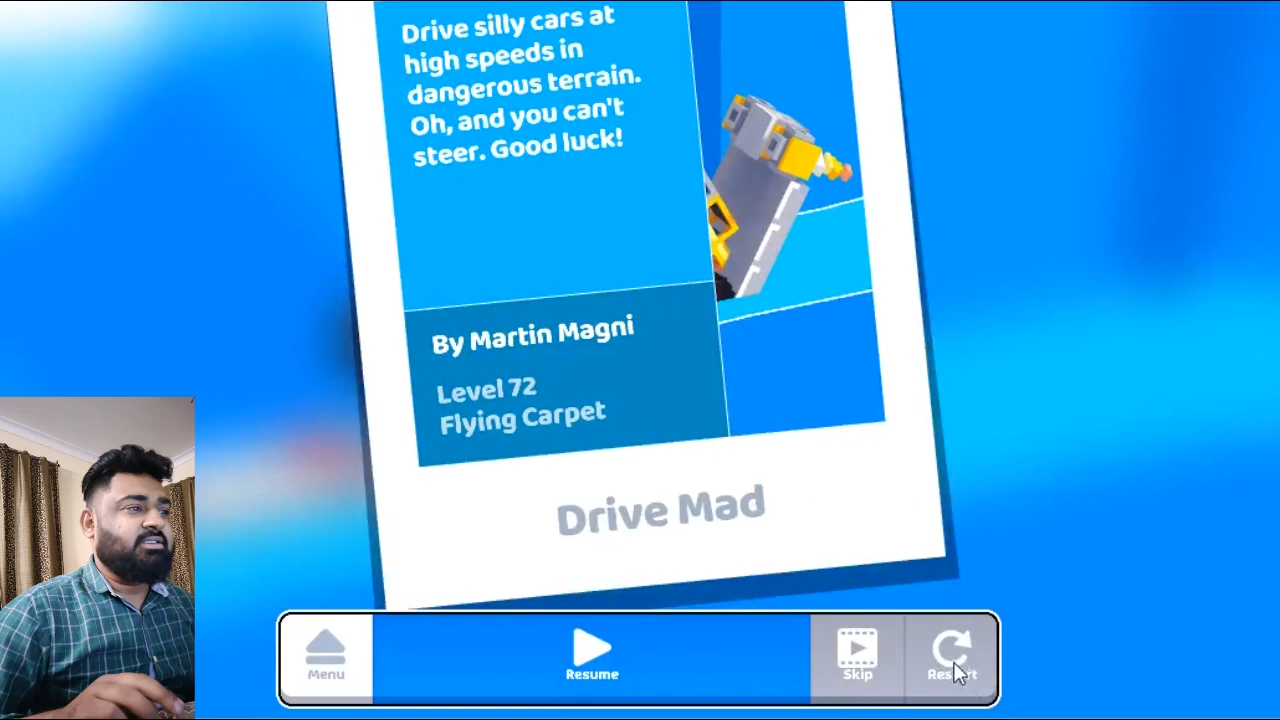 Drive silly cars at
high speeds in
dangerous terrain.
Oh, and you can't
steer. Good luck!
By Martin Magni
Level 72
Flying Carpet
Drive Mad
Menu
Resume
Skip
Restart